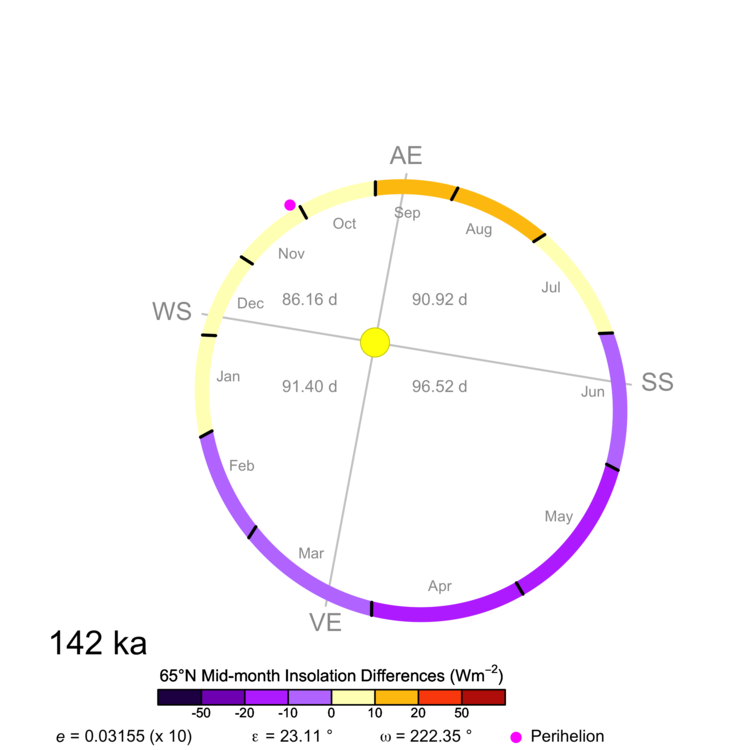 AE
Sep
Oct
Aug
Nov
Jul
Dec
86.16 d
90.92 d
WS
Jan
91.40 d
96.52 d
SS
Jun
Feb
May
Mar
Apr
VE
142 ka
65°N Mid-month Insolation Differences (Wm⁻²)
-50 -20 -10 0 10 20 50
e = 0.03155 (x 10) ε = 23.11 ° ω = 222.35 ° Perihelion